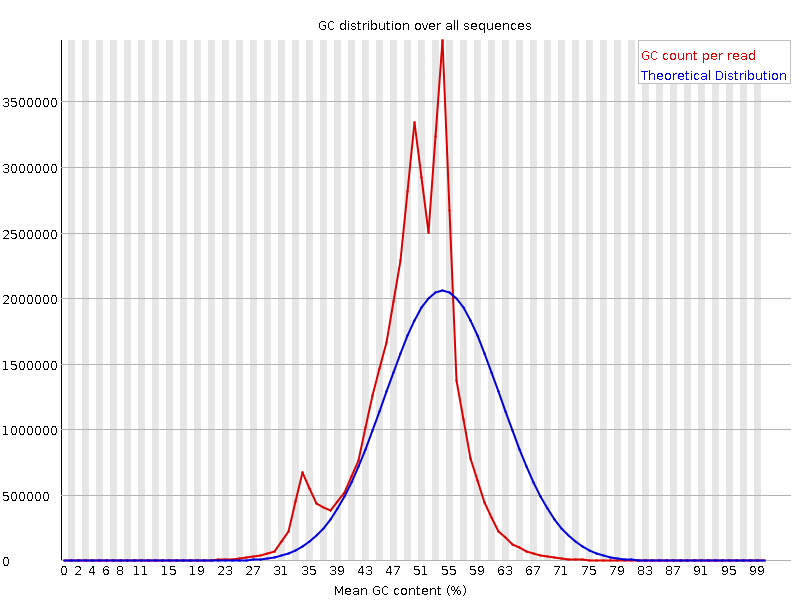 GC distribution over all sequences
GC count per read
Theoretical Distribution
3500000
3000000
2500000
2000000
1500000
1000000
500000
0
0 2 4 6 8 11 15 19 23 27 31 35 39 43 47 51 55 59 63 67 71 75 79 83 87 91 95 99
Mean GC content (%)